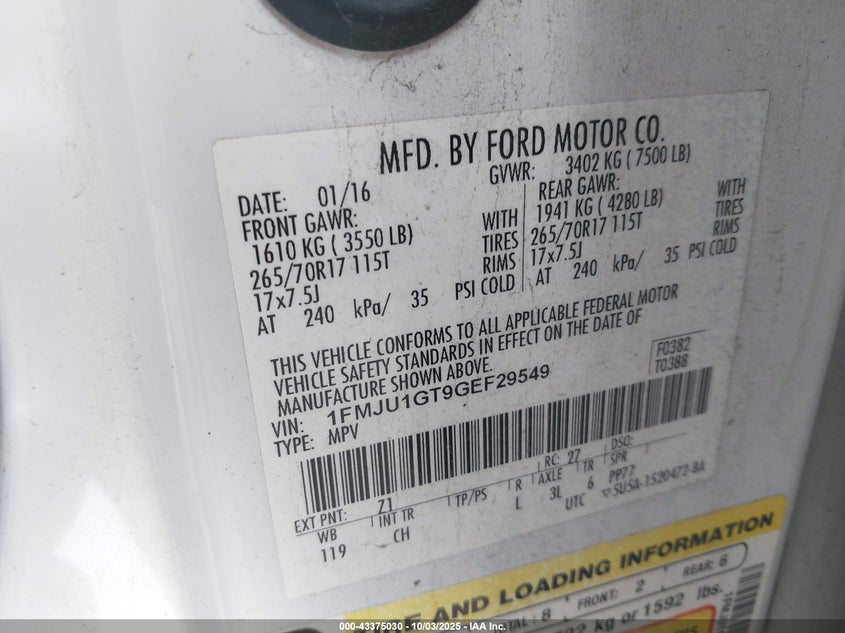 MFD. BY FORD MOTOR CO.
DATE: 01/16 GVWR: 3402 KG ( 7500 LB)
FRONT GAWR: REAR GAWR:
1610 KG ( 3550 LB) WITH 1941 KG ( 4280 LB) WITH
265/70R17 115T TIRES 265/70R17 115T TIRES
17x7.5J RIMS 17x7.5J RIMS
AT 240 kPa/ 35 PSI COLD AT 240 kPa/ 35 PSI COLD
THIS VEHICLE CONFORMS TO ALL APPLICABLE FEDERAL MOTOR
VEHICLE SAFETY STANDARDS IN EFFECT ON THE DATE OF
MANUFACTURE SHOWN ABOVE.
F0382
T0388
VIN: 1FMJU1GT9GEF29549
TYPE: MPV
EXT PNT: Z1 RC: 27 DSO:
WB INT TR TP/PS R AXLE TR SPR
119 CH L 3L 6 PP77
UTC 5U5A-1520472-BA
AND LOADING INFORMATION
8 FRONT: 2 REAR: 6
kg or 1592 lbs.
000-43375030 - 10/03/2025 - IAA Inc.